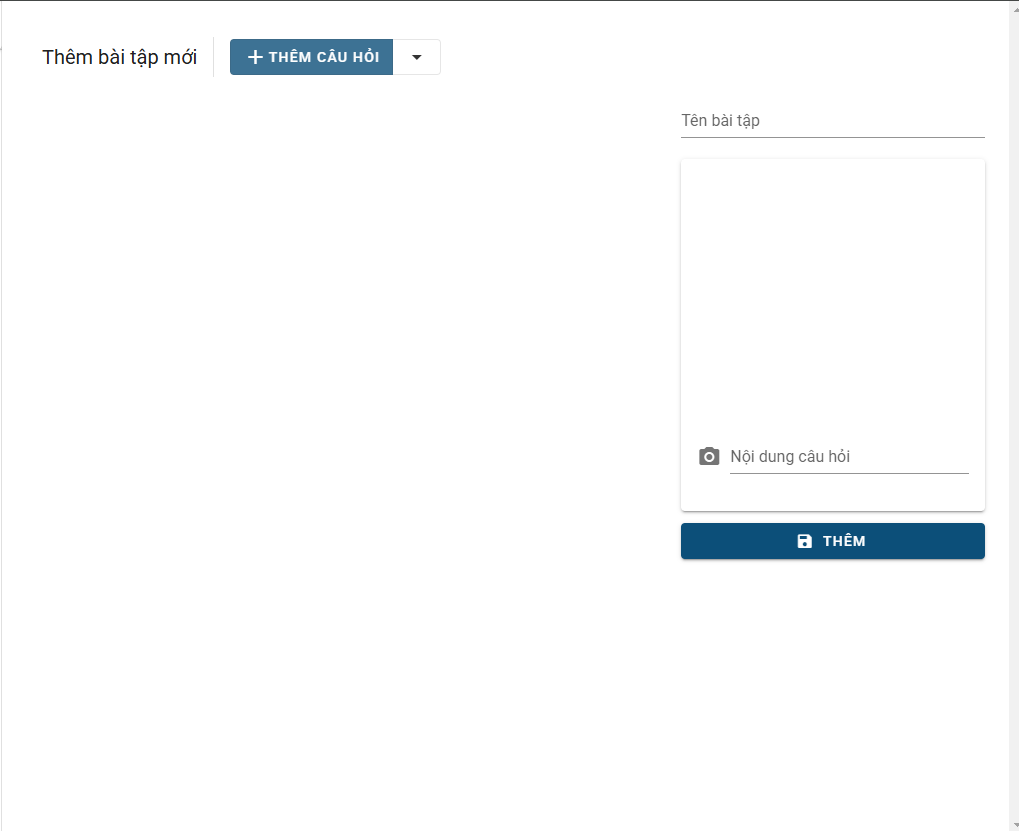 Thêm bài tập mới
THÊM CÂU HỎI
Tên bài tập
Nội dung câu hỏi
THÊM